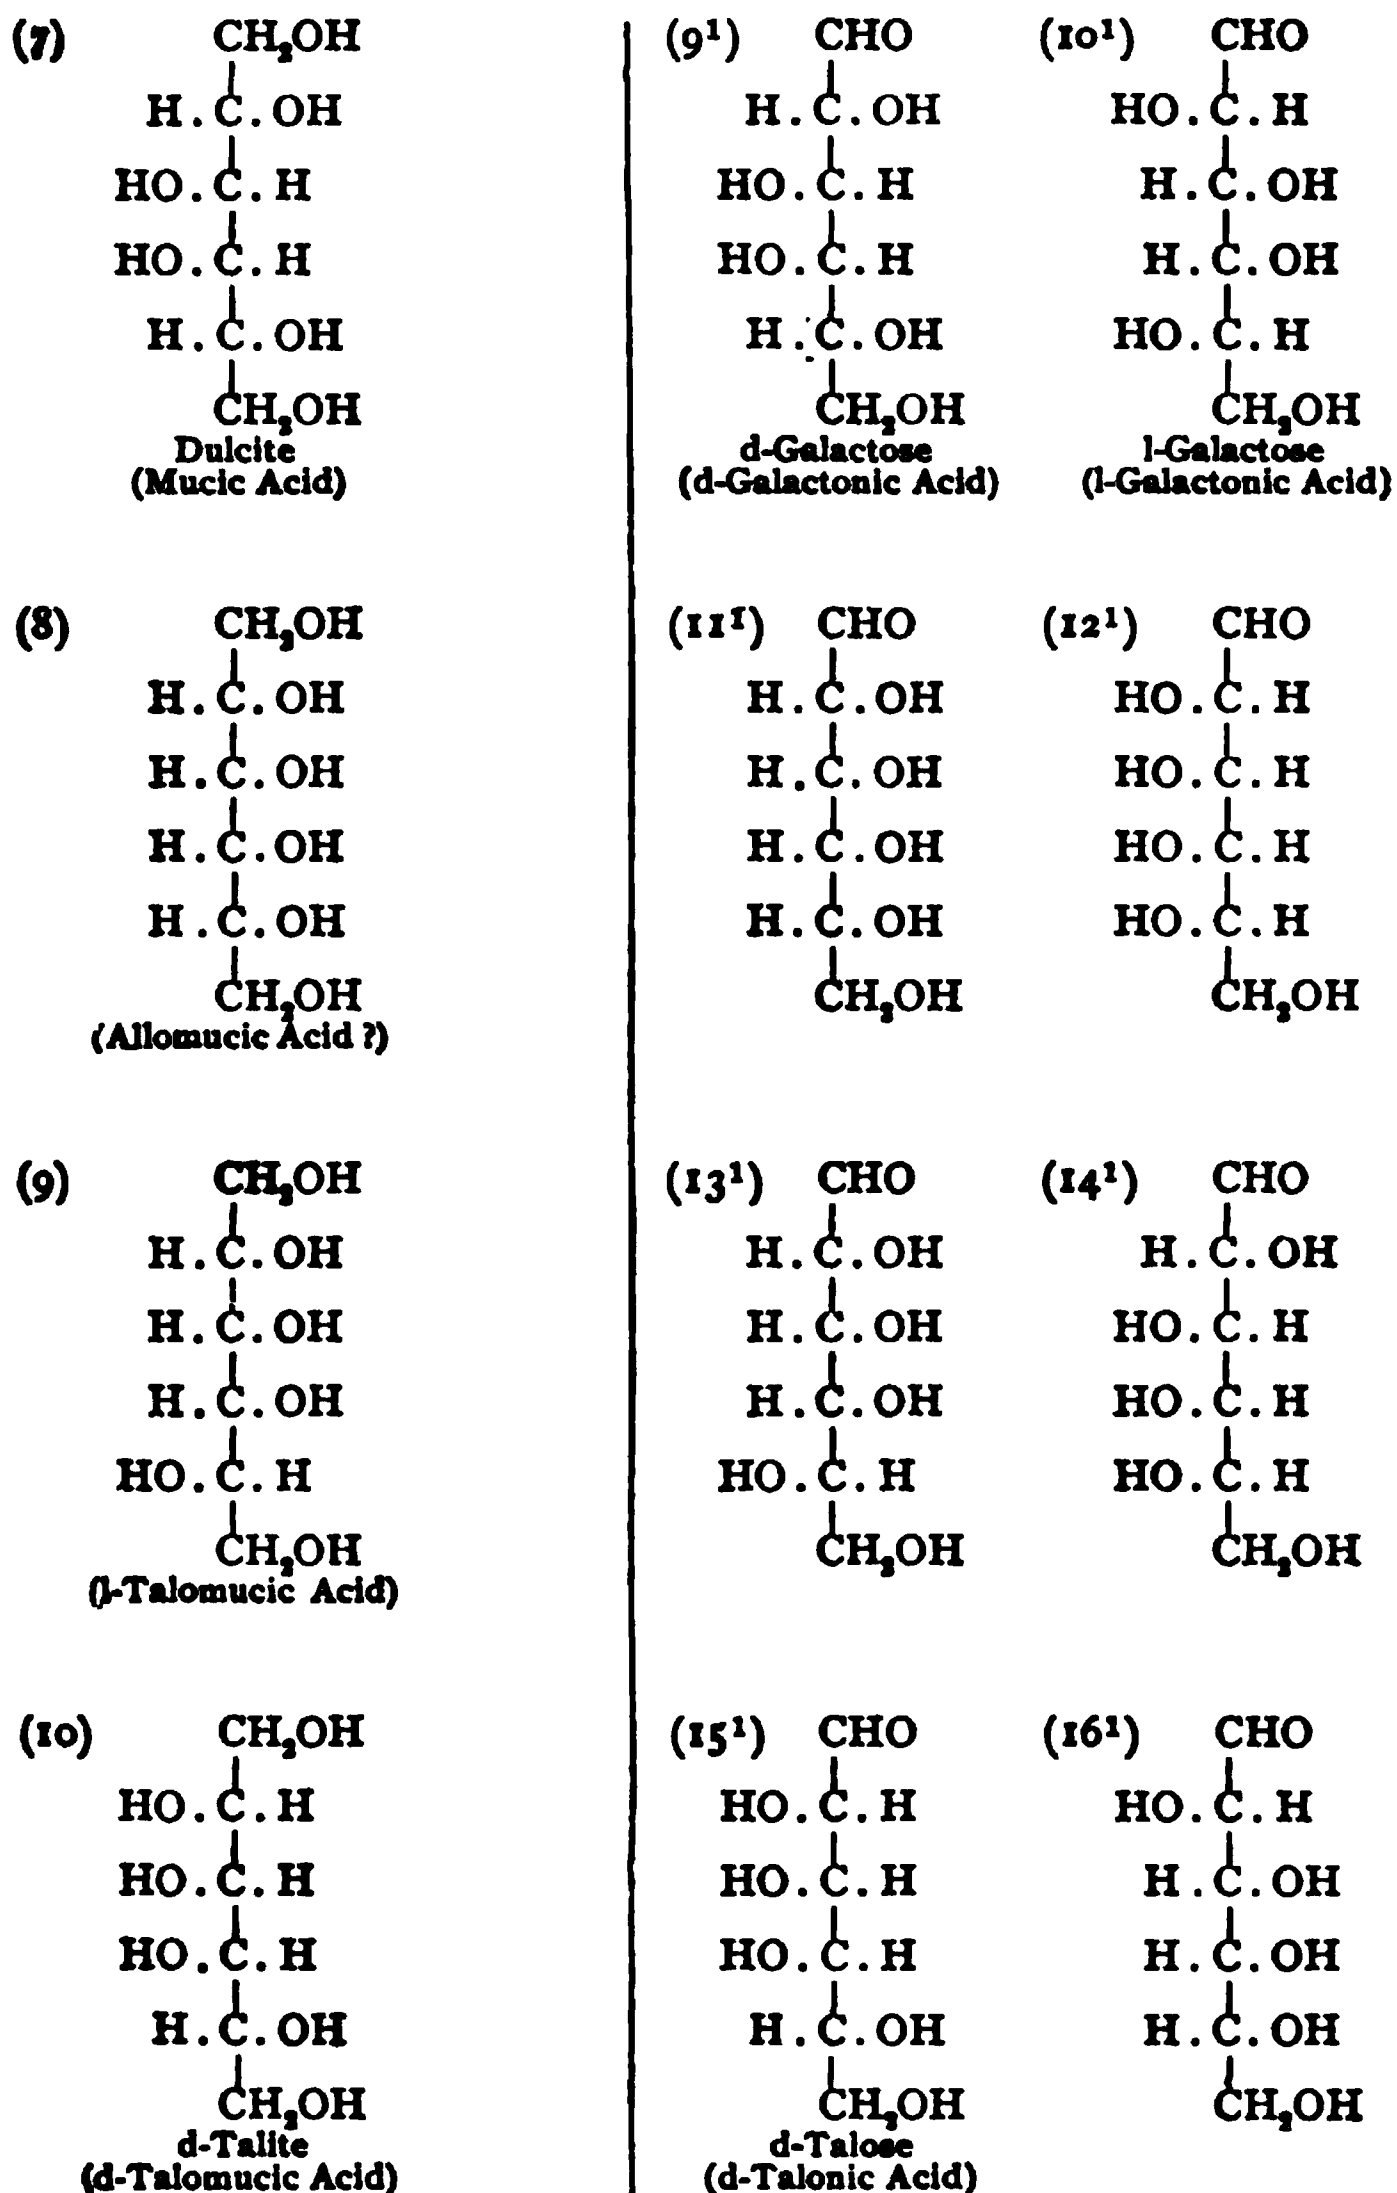 (7) CH₂OH
H.C.OH
HO.C.H
HO.C.H
H.C.OH
CH₂OH
Dulcite
(Mucic Acid)
(9¹) CHO
H.C.OH
HO.C.H
HO.C.H
H.C.OH
CH₂OH
d-Galactose
(d-Galactonic Acid)
(10¹) CHO
HO.C.H
H.C.OH
H.C.OH
HO.C.H
CH₂OH
l-Galactose
(l-Galactonic Acid)
(8) CH₂OH
H.C.OH
H.C.OH
H.C.OH
H.C.OH
CH₂OH
(Allomucic Acid ?)
(11¹) CHO
H.C.OH
H.C.OH
H.C.OH
H.C.OH
CH₂OH
(12¹) CHO
HO.C.H
HO.C.H
HO.C.H
HO.C.H
CH₂OH
(9) CH₂OH
H.C.OH
H.C.OH
H.C.OH
HO.C.H
CH₂OH
(l-Talomucic Acid)
(13¹) CHO
H.C.OH
H.C.OH
H.C.OH
HO.C.H
CH₂OH
(14¹) CHO
H.C.OH
HO.C.H
HO.C.H
HO.C.H
CH₂OH
(10) CH₂OH
HO.C.H
HO.C.H
HO.C.H
H.C.OH
CH₂OH
d-Talite
(d-Talomucic Acid)
(15¹) CHO
HO.C.H
HO.C.H
HO.C.H
H.C.OH
CH₂OH
d-Talose
(d-Talonic Acid)
(16¹) CHO
HO.C.H
H.C.OH
H.C.OH
H.C.OH
CH₂OH